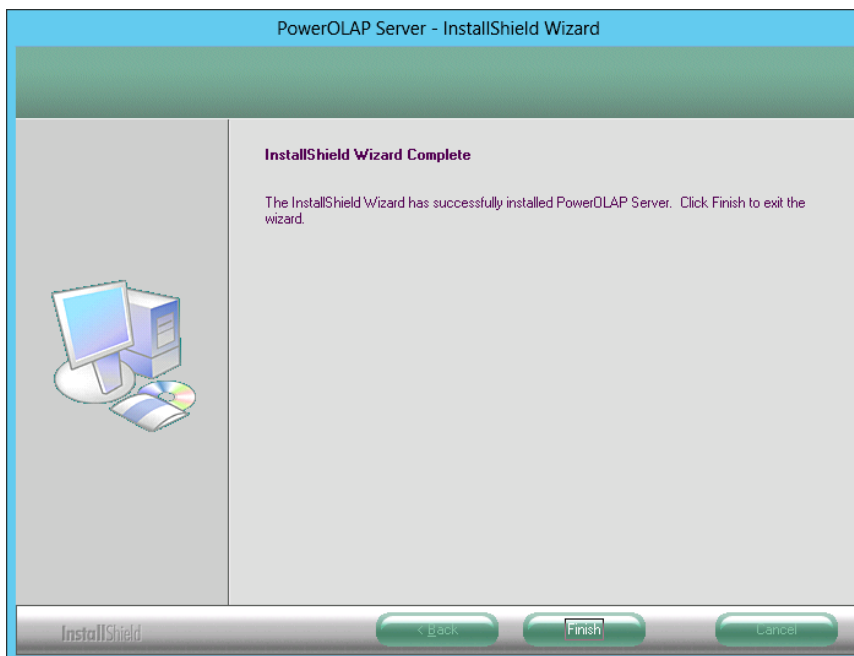 PowerOLAP Server - InstallShield Wizard
InstallShield Wizard Complete
The InstallShield Wizard has successfully installed PowerOLAP Server. Click Finish to exit the
wizard.
InstallShield
< Back
Finish
Cancel